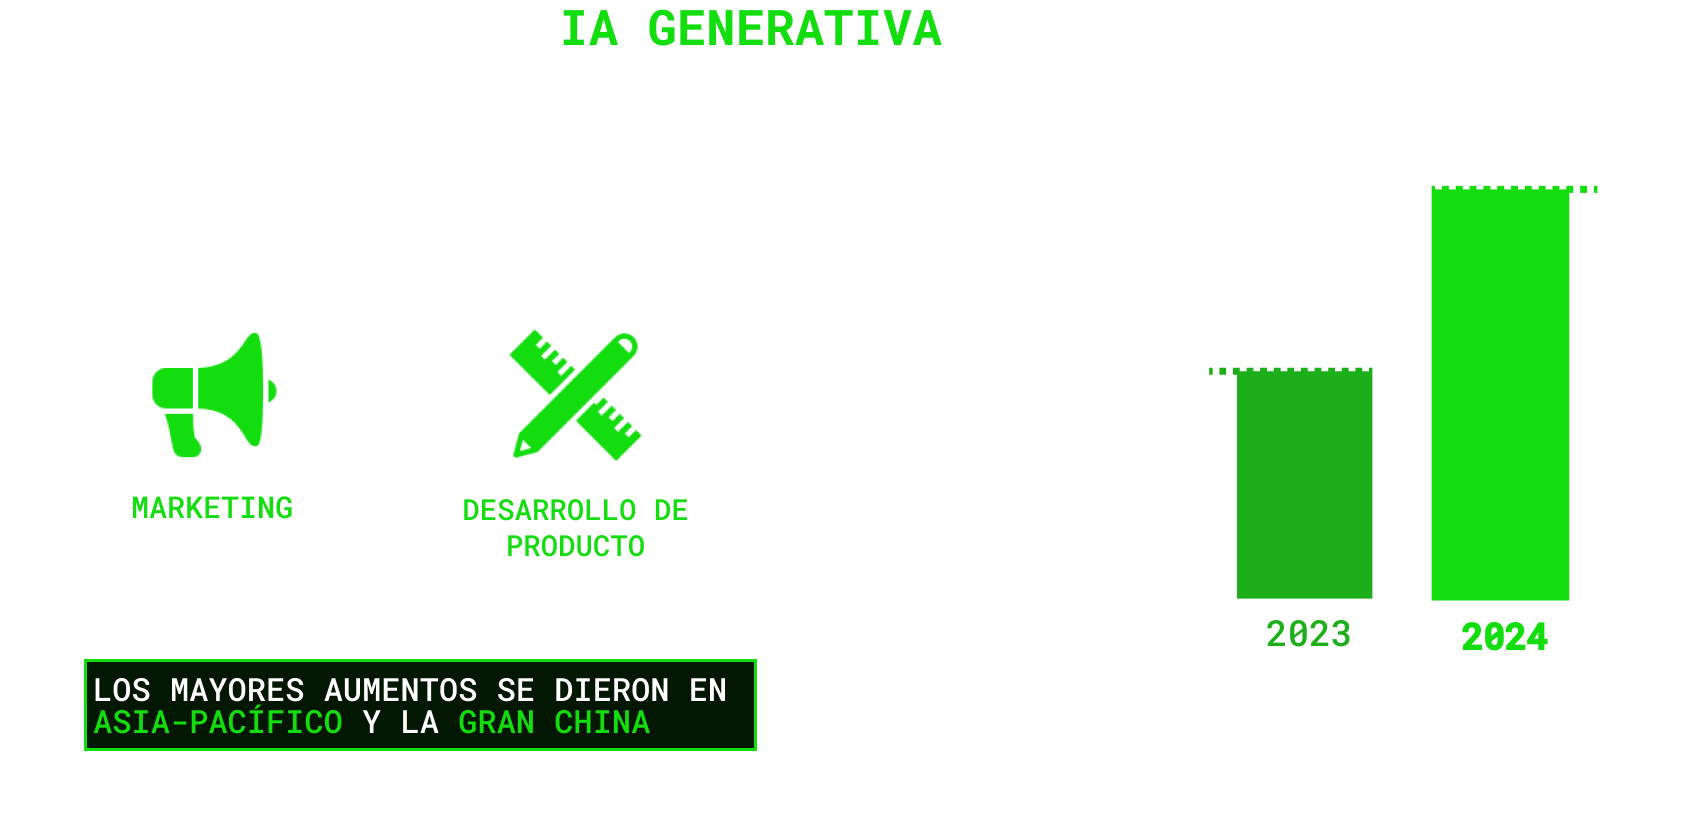 IA GENERATIVA
MARKETING
DESARROLLO DE
PRODUCTO
LOS MAYORES AUMENTOS SE DIERON EN
ASIA-PACÍFICO Y LA GRAN CHINA
2023
2024